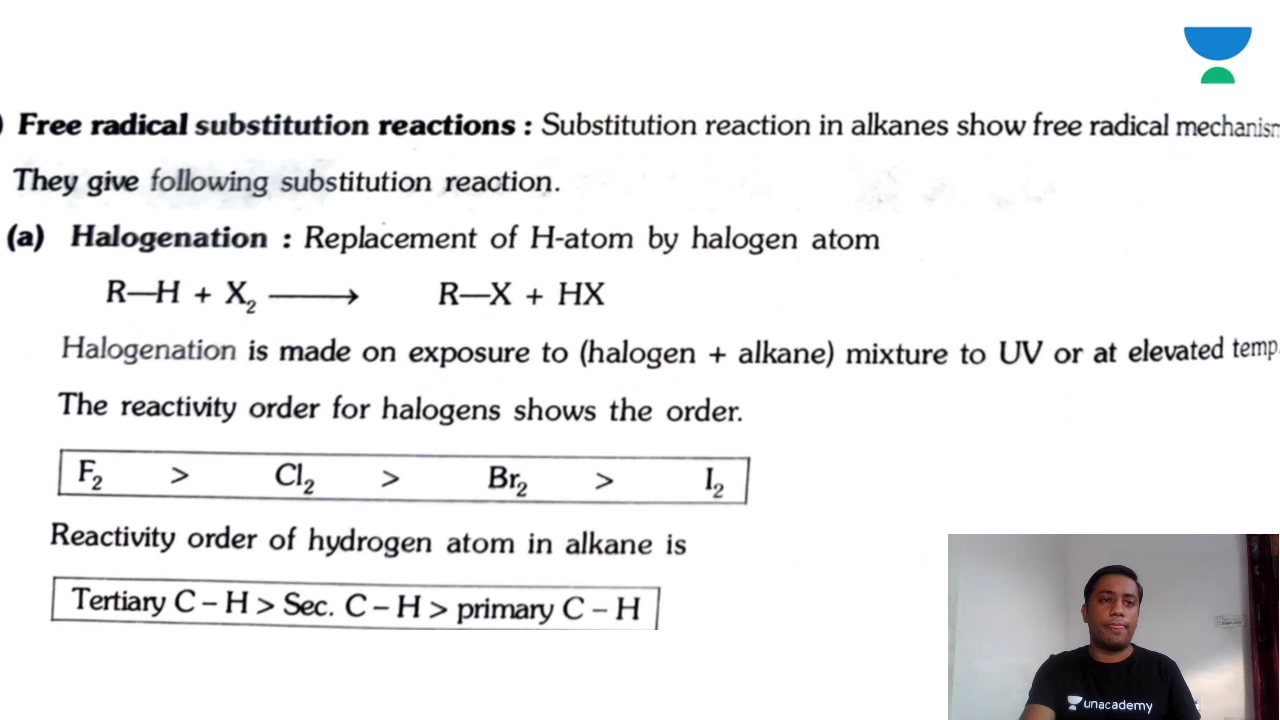 ) Free radical substitution reactions : Substitution reaction in alkanes show free radical mechanism
They give following substitution reaction.
(a) Halogenation : Replacement of H-atom by halogen atom
R—H + X₂ ⟶ R—X + HX
Halogenation is made on exposure to (halogen + alkane) mixture to UV or at elevated temp.
The reactivity order for halogens shows the order.
F₂ > Cl₂ > Br₂ > I₂
Reactivity order of hydrogen atom in alkane is
Tertiary C – H > Sec. C – H > primary C – H
unacademy